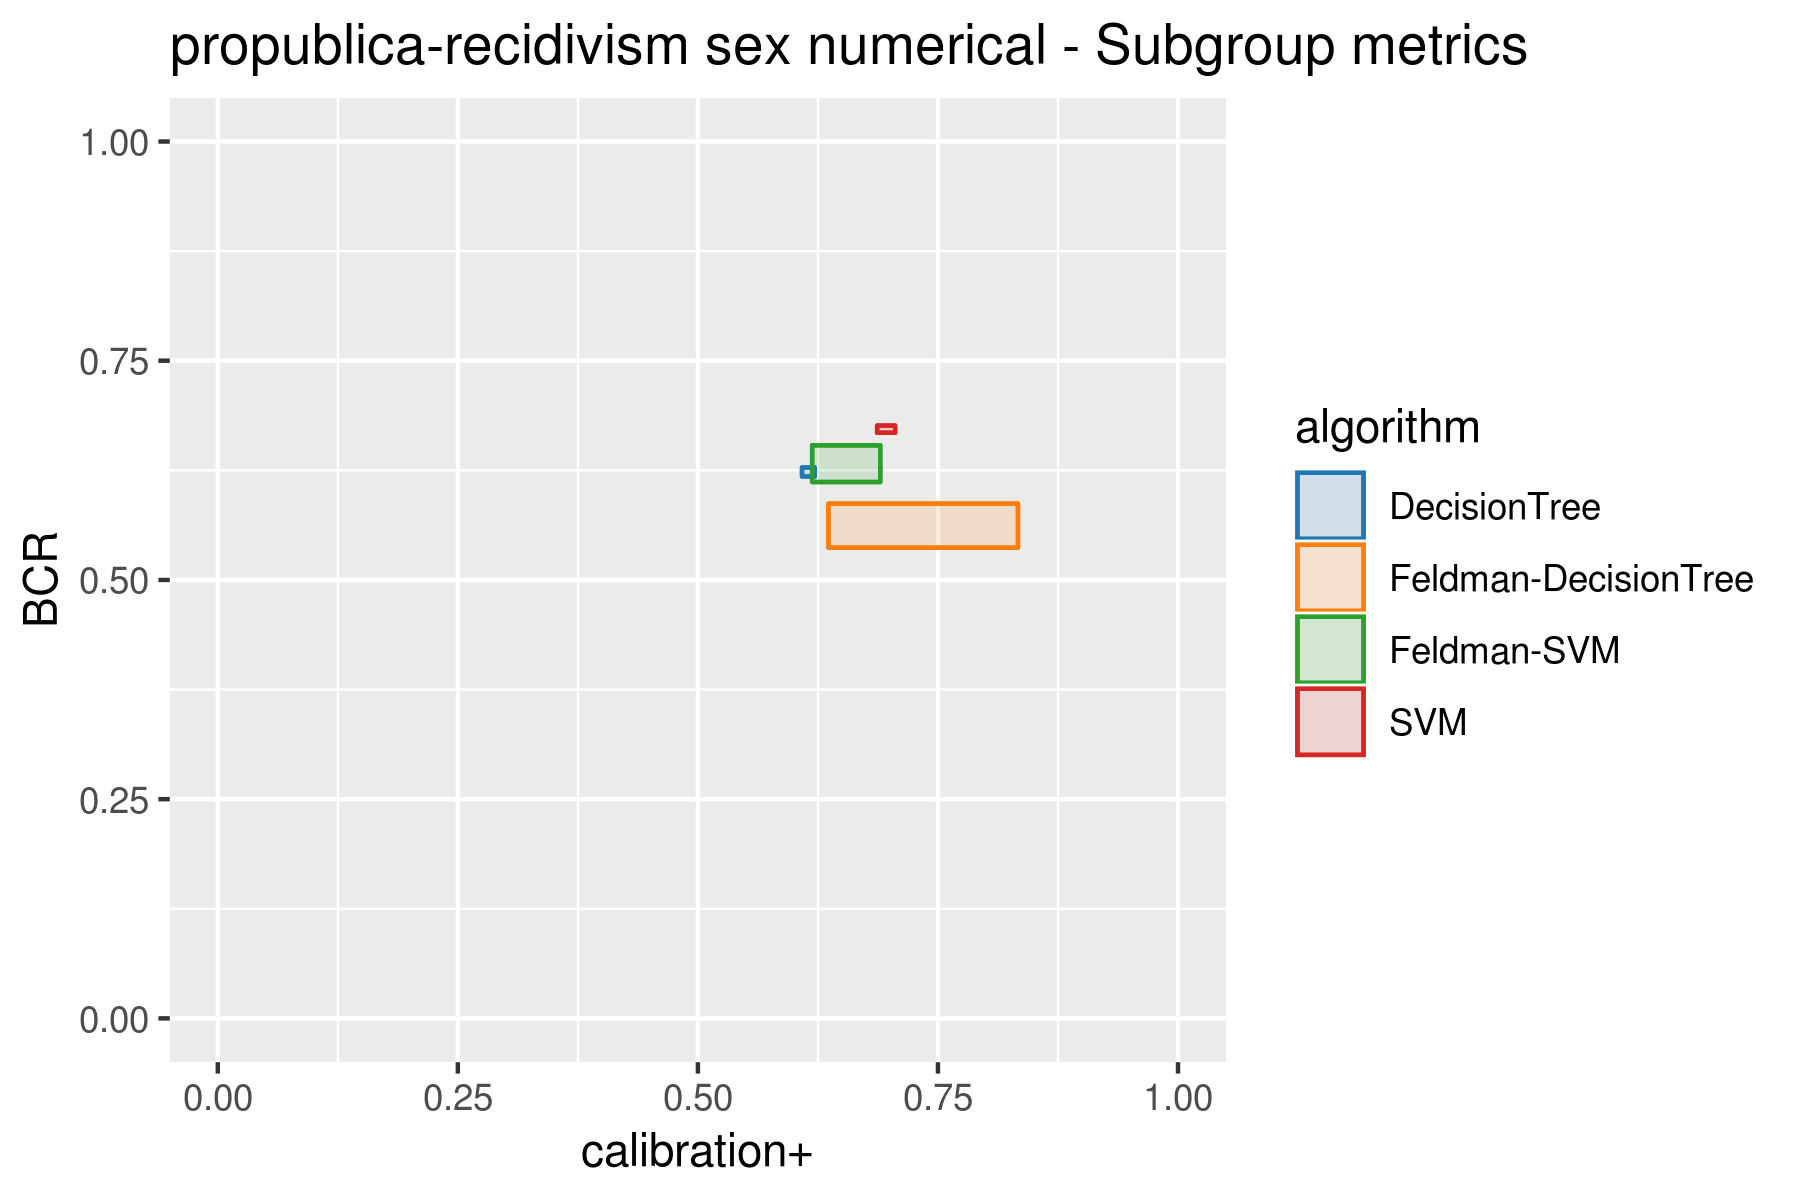 propublica-recidivism sex numerical - Subgroup metrics
1.00
0.75
0.50
0.25
0.00
BCR
0.00 0.25 0.50 0.75 1.00
calibration+
algorithm
DecisionTree
Feldman-DecisionTree
Feldman-SVM
SVM